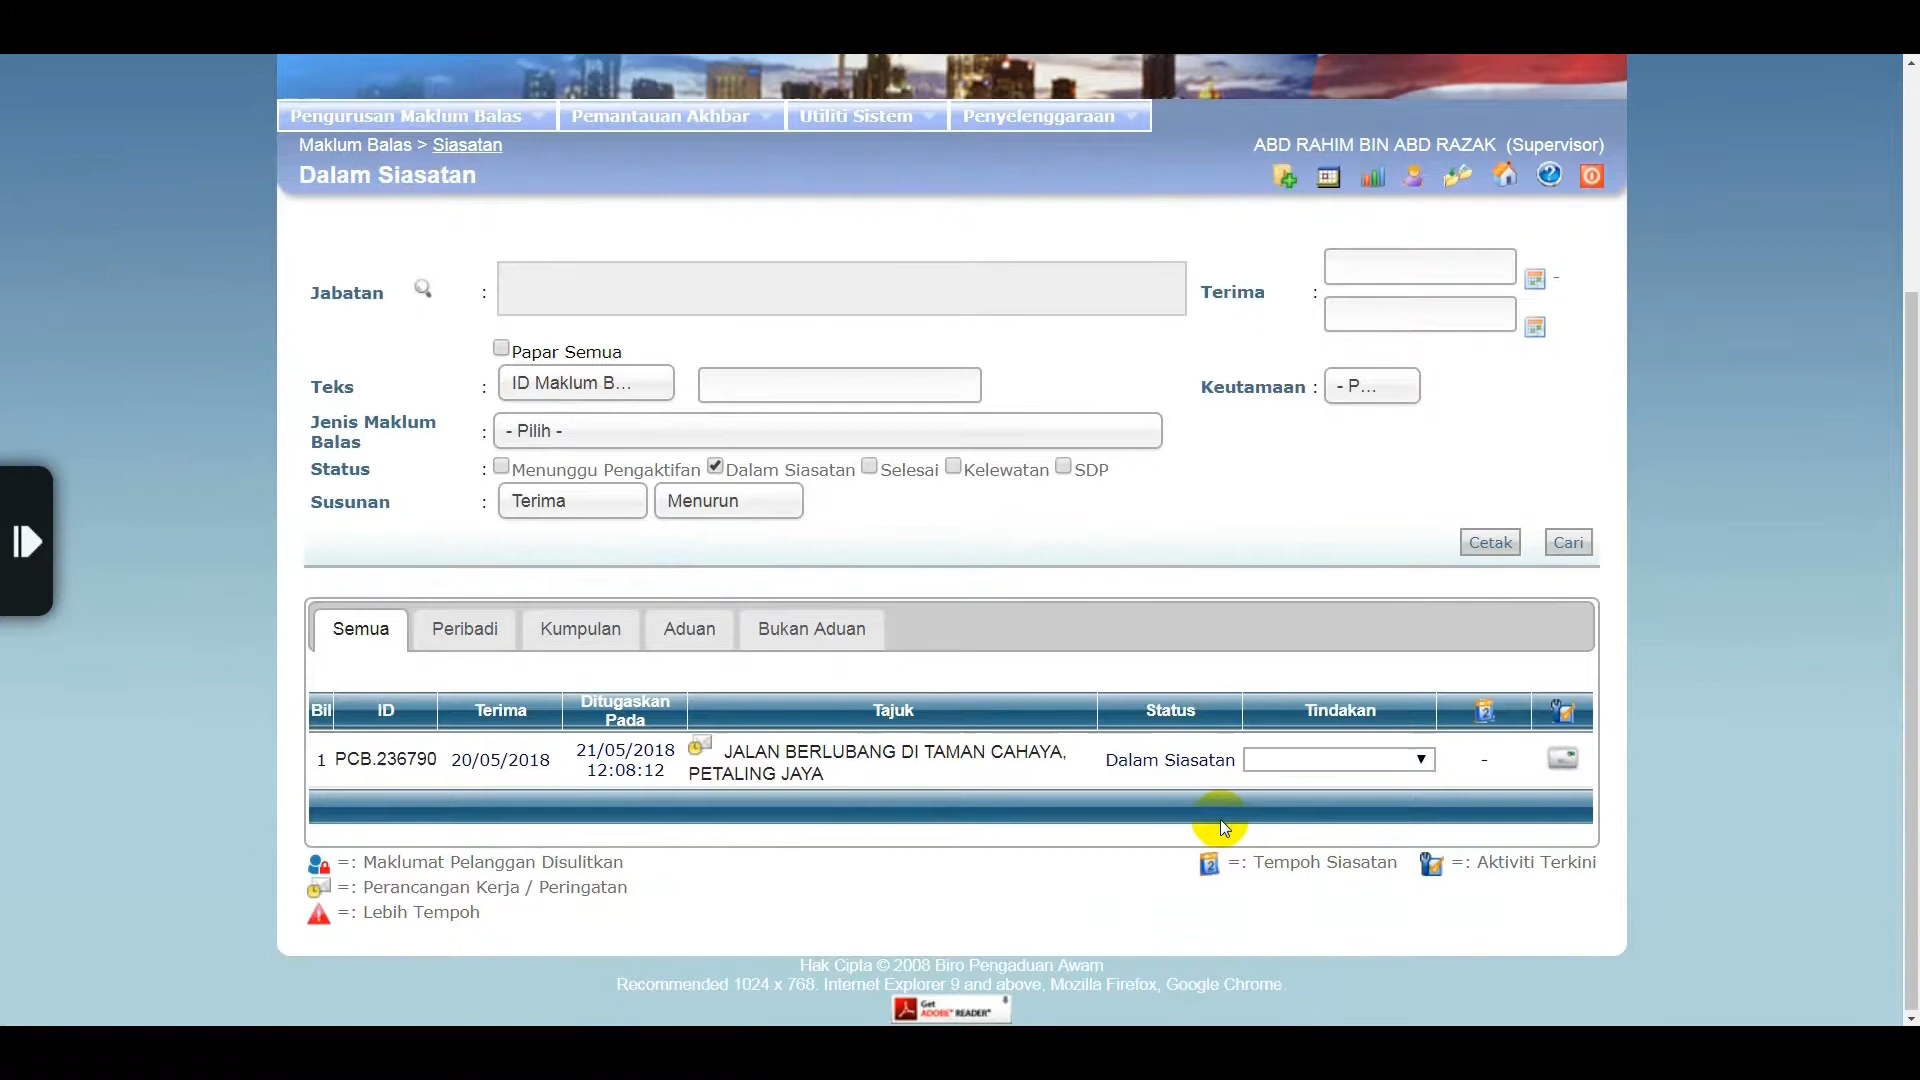 Pengurusan Maklum Balas Pemantauan Akhbar Utiliti Sistem Penyelenggaraan
Maklum Balas > Siasatan
ABD RAHIM BIN ABD RAZAK (Supervisor)
Dalam Siasatan
Jabatan :
Terima : -
Papar Semua
Teks : ID Maklum B...
Keutamaan : - P...
Jenis Maklum
Balas : - Pilih -
Status : Menunggu Pengaktifan Dalam Siasatan Selesai Kelewatan SDP
Susunan : Terima Menurun
Cetak Cari
Semua Peribadi Kumpulan Aduan Bukan Aduan
Bil ID Terima Ditugaskan Pada Tajuk Status Tindakan
1 PCB.236790 20/05/2018 21/05/2018 12:08:12 JALAN BERLUBANG DI TAMAN CAHAYA, PETALING JAYA Dalam Siasatan -
=: Maklumat Pelanggan Disulitkan
=: Tempoh Siasatan =: Aktiviti Terkini
=: Perancangan Kerja / Peringatan
=: Lebih Tempoh
Hak Cipta © 2008 Biro Pengaduan Awam
Recommended 1024 x 768. Internet Explorer 9 and above, Mozilla Firefox, Google Chrome
Get
ADOBE® READER®